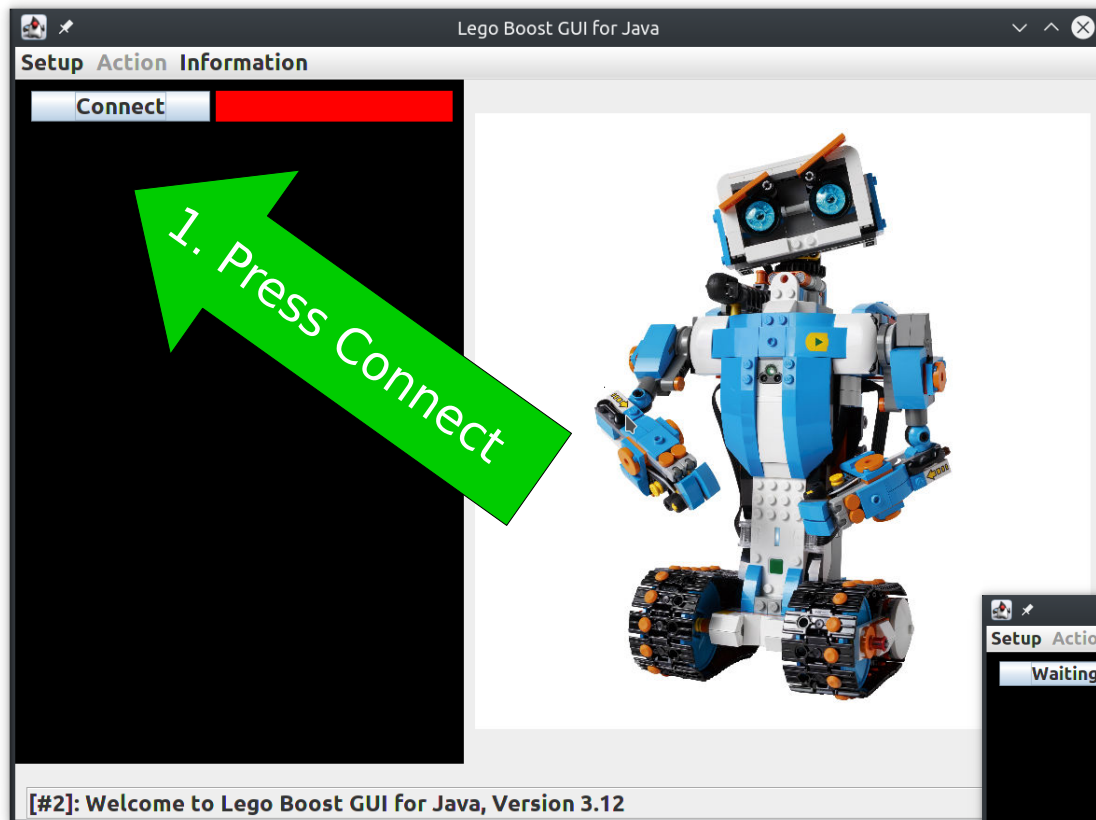 Lego Boost GUI for Java
Setup Action Information
Connect
1. Press Connect
Setup Actio
Waiting
[#2]: Welcome to Lego Boost GUI for Java, Version 3.12